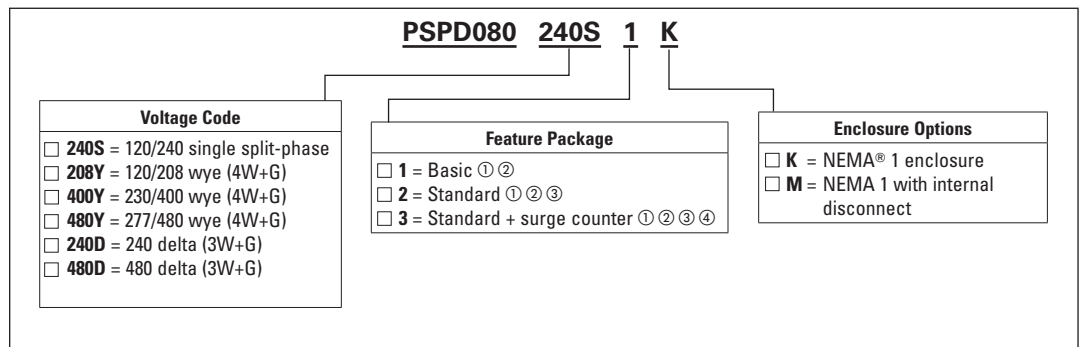 PSPD080 240S 1 K
Voltage Code
☐ 240S = 120/240 single split-phase
☐ 208Y = 120/208 wye (4W+G)
☐ 400Y = 230/400 wye (4W+G)
☐ 480Y = 277/480 wye (4W+G)
☐ 240D = 240 delta (3W+G)
☐ 480D = 480 delta (3W+G)
Feature Package
☐ 1 = Basic ① ②
☐ 2 = Standard ① ② ③
☐ 3 = Standard + surge counter ① ② ③ ④
Enclosure Options
☐ K = NEMA® 1 enclosure
☐ M = NEMA 1 with internal
disconnect